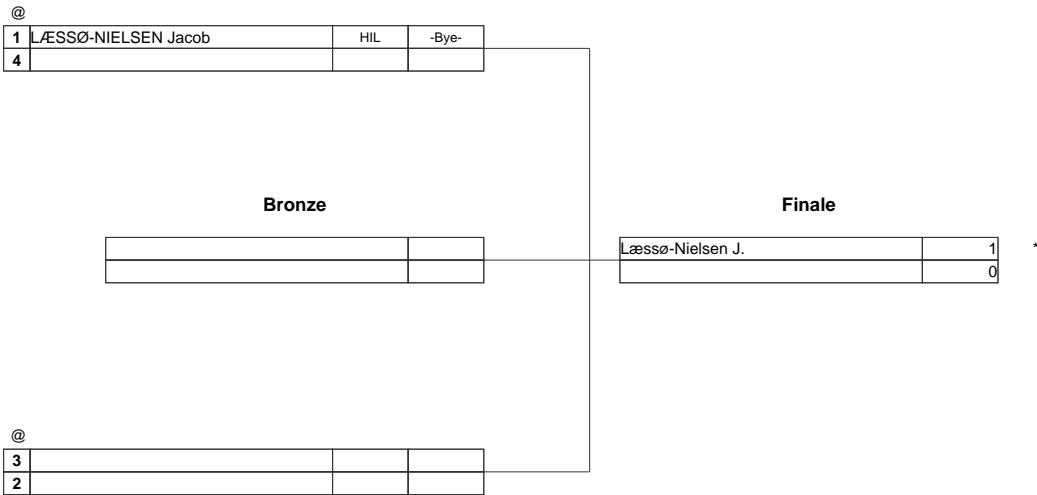 @
1 LÆSSØ-NIELSEN Jacob HIL -Bye-
4
Bronze Finale
Læssø-Nielsen J. 1 *
0
@
3
2